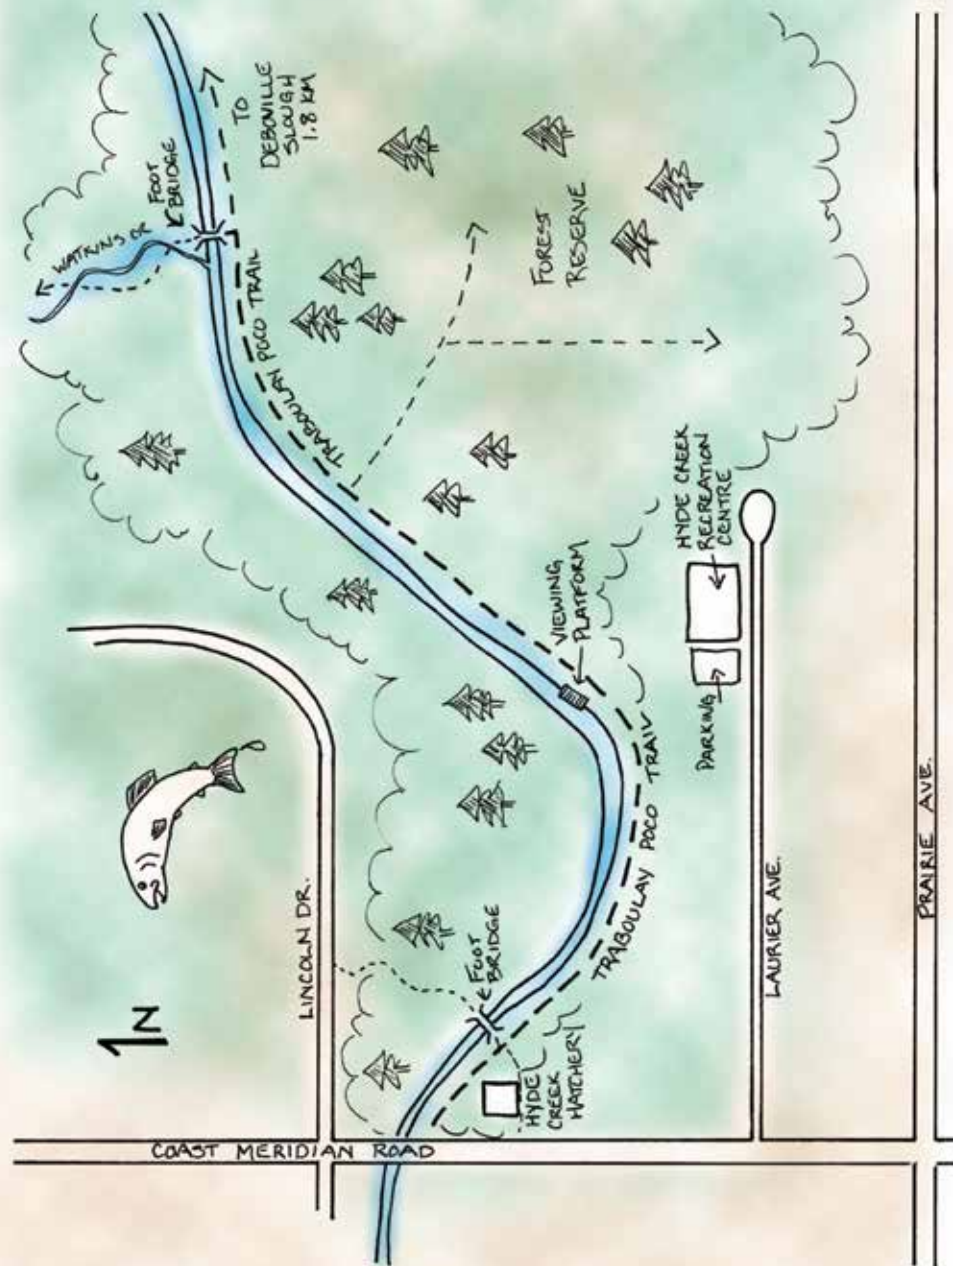 WATKINS DR
FOOT
BRIDGE
TO
DEBOVILLE
SLOUGH
1.8 KM
TRABOULAY POCO TRAIL
FOREST
RESERVE
N
LINCOLN DR.
VIEWING
PLATFORM
FOOT
BRIDGE
HYDE
CREEK
HATCHERY
TRABOULAY POCO TRAIL
PARKING
HYDE CREEK
RECREATION
CENTRE
COAST MERIDIAN ROAD
LAURIER AVE.
PRAIRIE AVE.